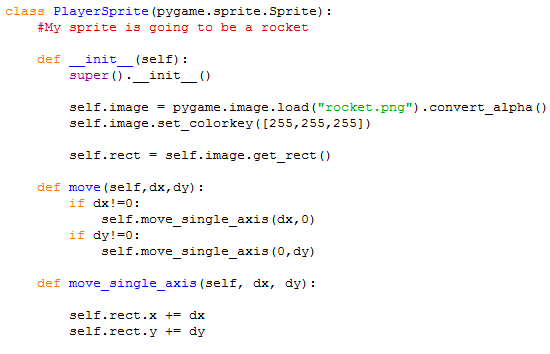 class PlayerSprite(pygame.sprite.Sprite):
    #My sprite is going to be a rocket

    def __init__(self):
        super().__init__()

        self.image = pygame.image.load("rocket.png").convert_alpha()
        self.image.set_colorkey([255,255,255])

        self.rect = self.image.get_rect()

    def move(self,dx,dy):
        if dx!=0:
            self.move_single_axis(dx,0)
        if dy!=0:
            self.move_single_axis(0,dy)

    def move_single_axis(self, dx, dy):

        self.rect.x += dx
        self.rect.y += dy